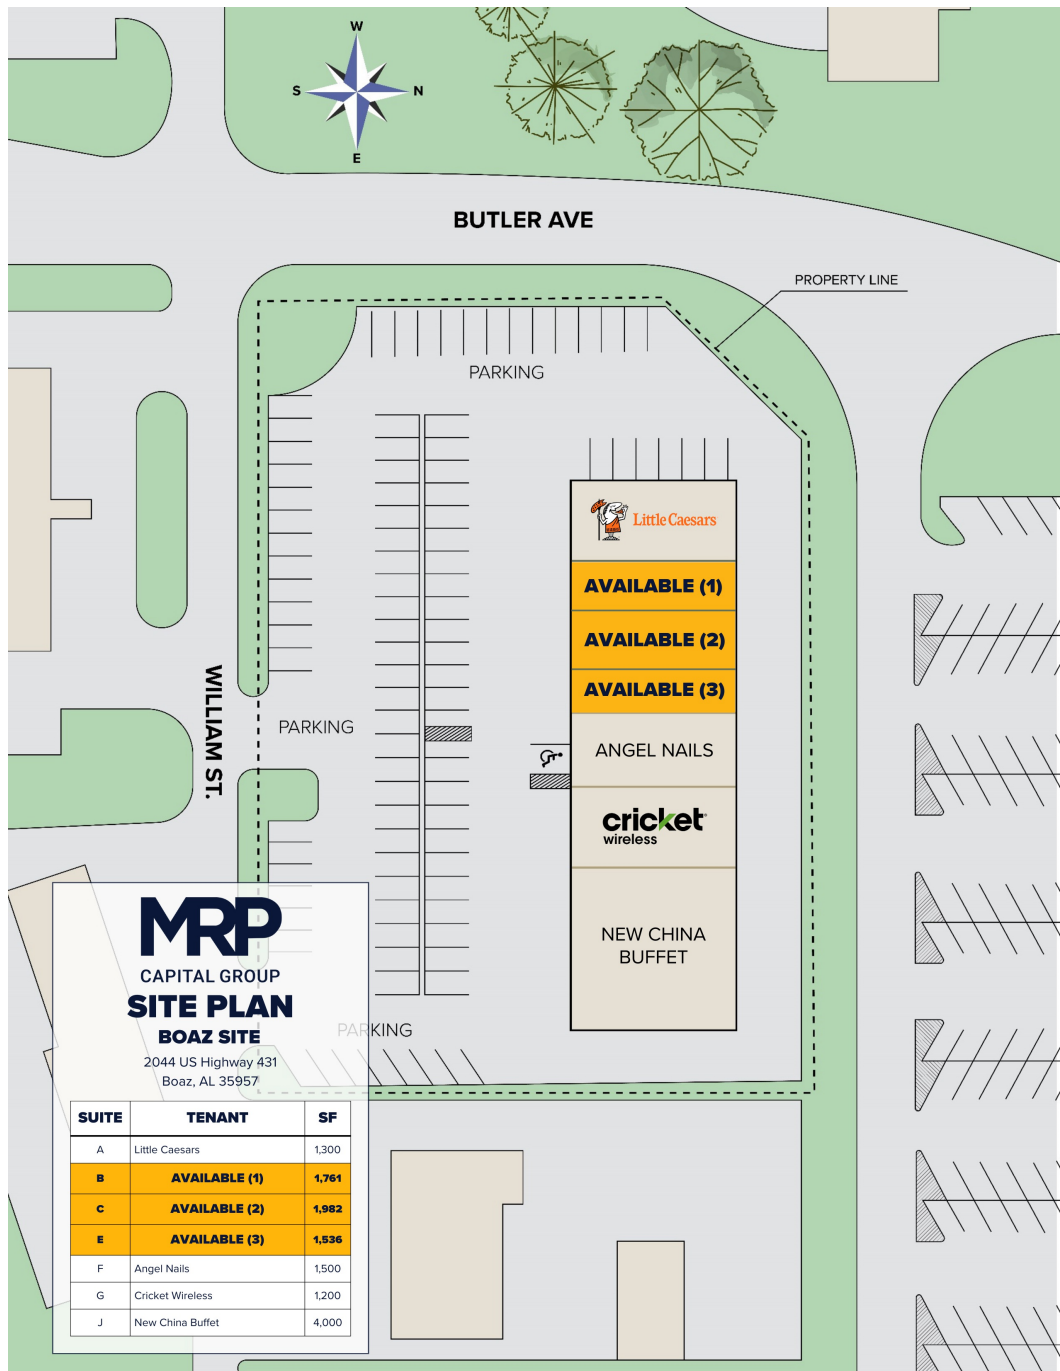 W
S
N
E
BUTLER AVE
PROPERTY LINE
PARKING
Little Caesars
AVAILABLE (1)
AVAILABLE (2)
AVAILABLE (3)
WILLIAM ST.
PARKING
ANGEL NAILS
cricket
wireless
NEW CHINA
BUFFET
PARKING
MRP
CAPITAL GROUP
SITE PLAN
BOAZ SITE
2044 US Highway 431
Boaz, AL 35957
SUITE TENANT SF
A Little Caesars 1,300
B AVAILABLE (1) 1,761
C AVAILABLE (2) 1,982
E AVAILABLE (3) 1,536
F Angel Nails 1,500
G Cricket Wireless 1,200
J New China Buffet 4,000